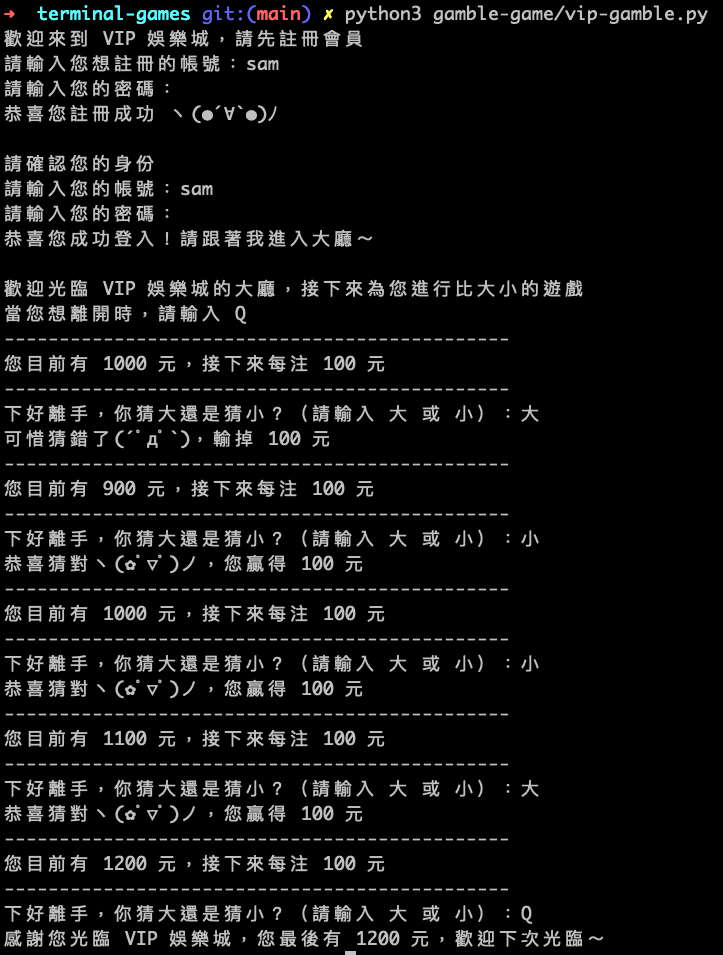 ➜  terminal-games git:(main) ✗ python3 gamble-game/vip-gamble.py
歡迎來到 VIP 娛樂城，請先註冊會員
請輸入您想註冊的帳號：sam
請輸入您的密碼：
恭喜您註冊成功 ヽ(●´∀`●)ﾉ
請確認您的身份
請輸入您的帳號：sam
請輸入您的密碼：
恭喜您成功登入！請跟著我進入大廳～
歡迎光臨 VIP 娛樂城的大廳，接下來為您進行比大小的遊戲
當您想離開時，請輸入 Q
----------------------------------------------
您目前有 1000 元，接下來每注 100 元
----------------------------------------------
下好離手，你猜大還是猜小？（請輸入 大 或 小）：大
可惜猜錯了(´ﾟдﾟ`)，輸掉 100 元
----------------------------------------------
您目前有 900 元，接下來每注 100 元
----------------------------------------------
下好離手，你猜大還是猜小？（請輸入 大 或 小）：小
恭喜猜對ヽ(✿ﾟ▽ﾟ)ノ，您贏得 100 元
----------------------------------------------
您目前有 1000 元，接下來每注 100 元
----------------------------------------------
下好離手，你猜大還是猜小？（請輸入 大 或 小）：小
恭喜猜對ヽ(✿ﾟ▽ﾟ)ノ，您贏得 100 元
----------------------------------------------
您目前有 1100 元，接下來每注 100 元
----------------------------------------------
下好離手，你猜大還是猜小？（請輸入 大 或 小）：大
恭喜猜對ヽ(✿ﾟ▽ﾟ)ノ，您贏得 100 元
----------------------------------------------
您目前有 1200 元，接下來每注 100 元
----------------------------------------------
下好離手，你猜大還是猜小？（請輸入 大 或 小）：Q
感謝您光臨 VIP 娛樂城，您最後有 1200 元，歡迎下次光臨～